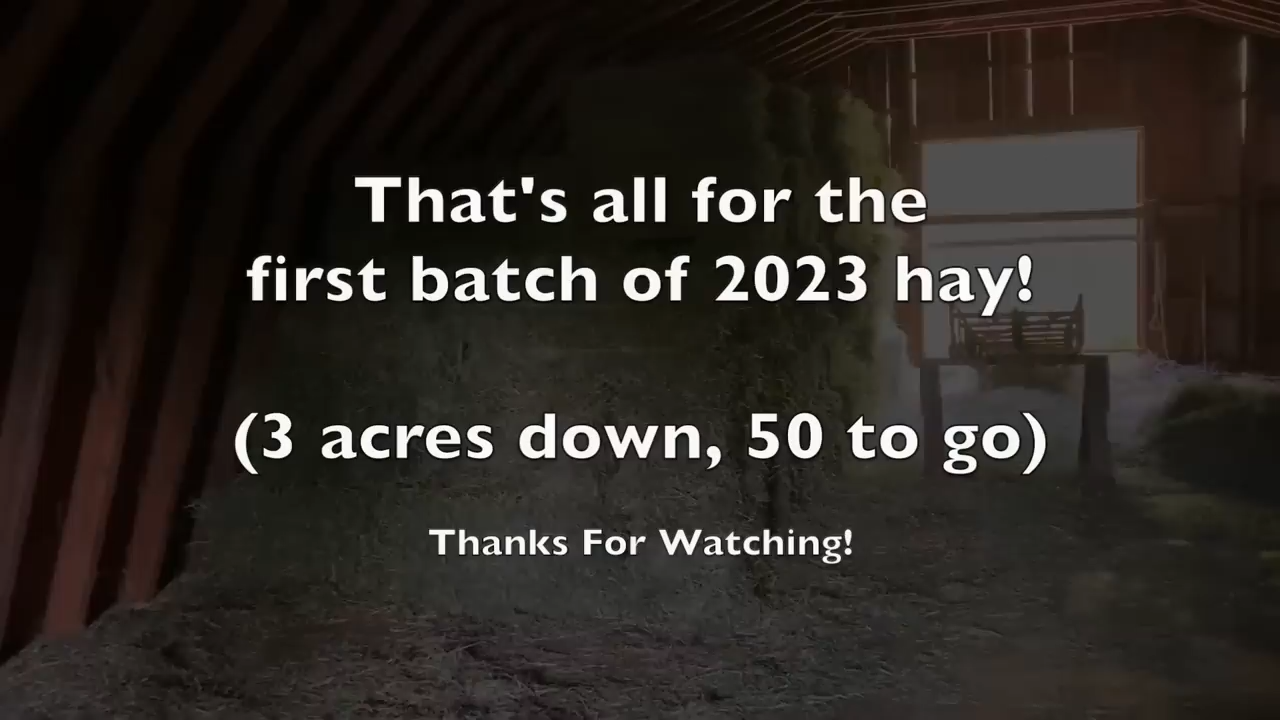 That's all for the
first batch of 2023 hay!
(3 acres down, 50 to go)
Thanks For Watching!